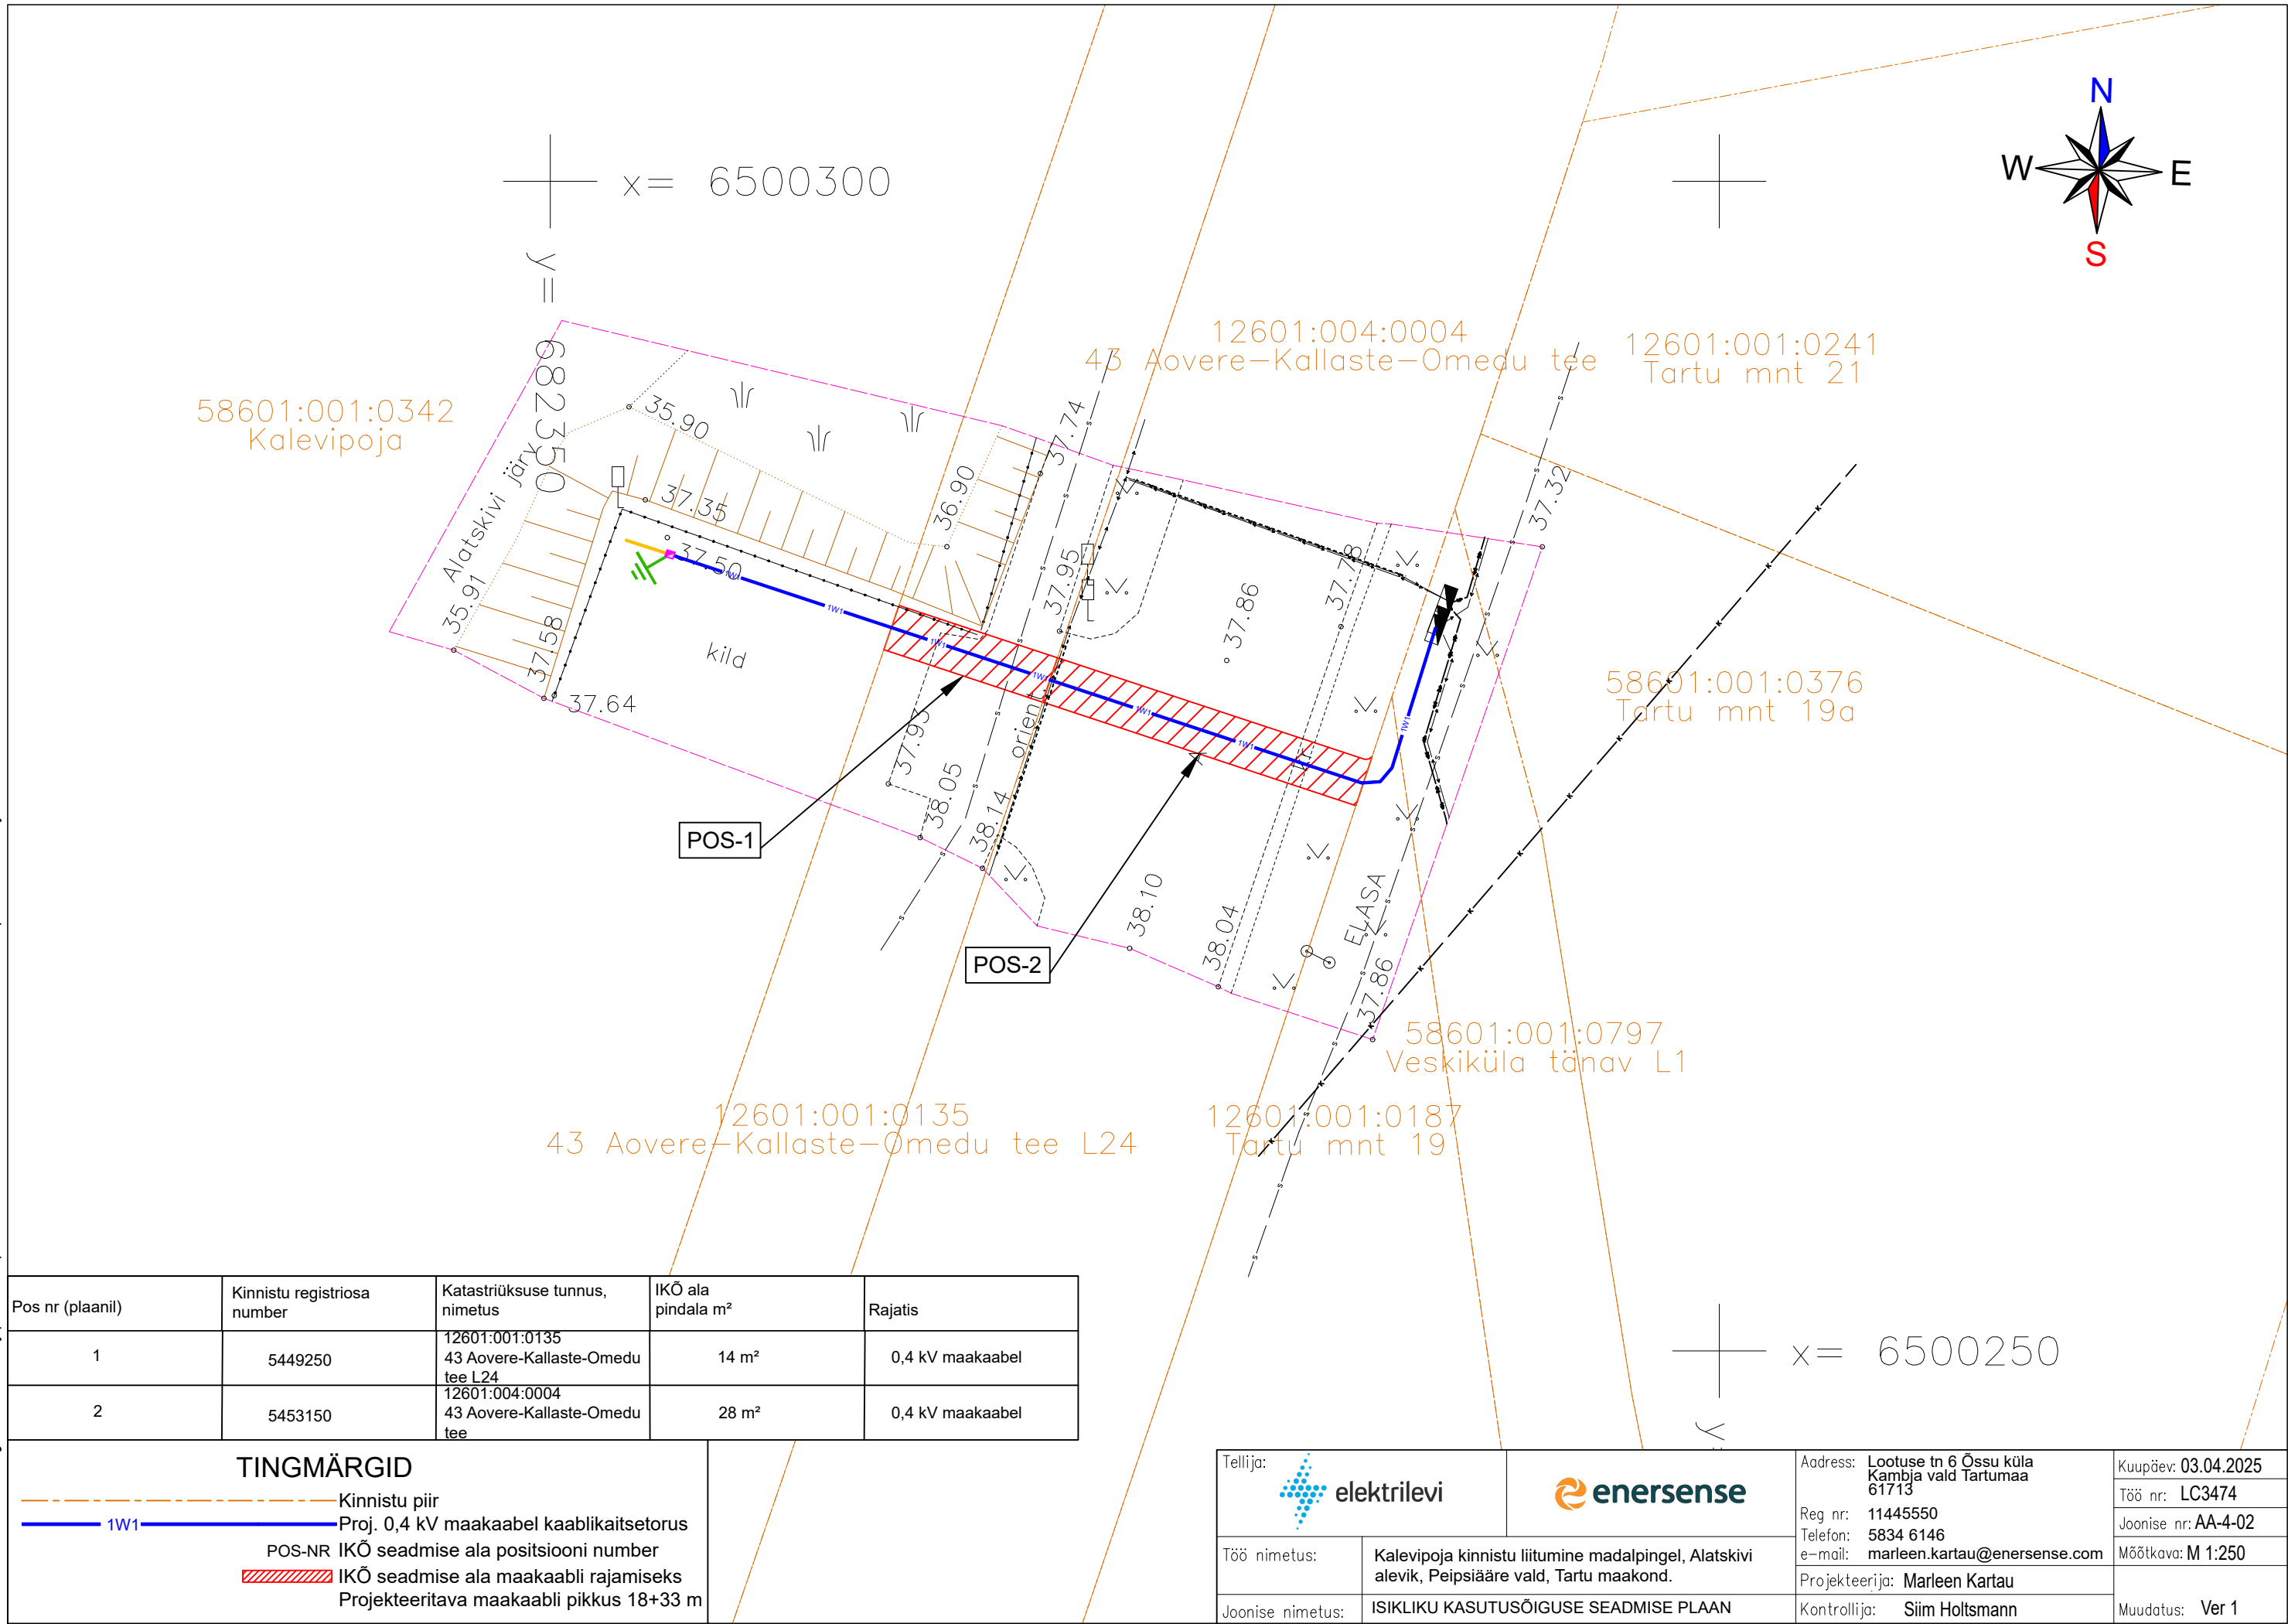 N
W
E
S
x= 6500300
y= 682350
12601:004:0004
43 Aovere-Kallaste-Omedu tee
12601:001:0241
Tartu mnt 21
58601:001:0342
Kalevipoja
Alatskivi järv
35.90
37.35
37.50
36.90
37.74
37.95
37.86
37.78
37.32
35.91
37.58
37.64
kild
1W1
1W1
1W1
1W1
1W1
1W1
1W1
58601:001:0376
Tartu mnt 19a
37.93
38.05
38.14
orien
POS-1
POS-2
38.10
38.04
ELASA
37.86
58601:001:0797
Veskiküla tänav L1
12601:001:0135
43 Aovere-Kallaste-Omedu tee L24
12601:001:0187
Tartu mnt 19
x= 6500250
Pos nr (plaanil)
Kinnistu registriosa
number
Katastriüksuse tunnus,
nimetus
IKÕ ala
pindala m²
Rajatis
1
5449250
12601:001:0135
43 Aovere-Kallaste-Omedu
tee L24
14 m²
0,4 kV maakaabel
2
5453150
12601:004:0004
43 Aovere-Kallaste-Omedu
tee
28 m²
0,4 kV maakaabel
TINGMÄRGID
Kinnistu piir
1W1 Proj. 0,4 kV maakaabel kaablikaitsetorus
POS-NR IKÕ seadmise ala positsiooni number
IKÕ seadmise ala maakaabli rajamiseks
Projekteeritava maakaabli pikkus 18+33 m
Tellija:
elektrilevi
enersense
Aadress: Lootuse tn 6 Õssu küla
Kambja vald Tartumaa
61713
Reg nr: 11445550
Telefon: 5834 6146
e-mail: marleen.kartau@enersense.com
Kuupäev: 03.04.2025
Töö nr: LC3474
Joonise nr: AA-4-02
Mõõtkava: M 1:250
Töö nimetus: Kalevipoja kinnistu liitumine madalpingel, Alatskivi
alevik, Peipsiääre vald, Tartu maakond.
Projekteerija: Marleen Kartau
Joonise nimetus: ISIKLIKU KASUTUSÕIGUSE SEADMISE PLAAN
Kontrollija: Siim Holtsmann
Muudatus: Ver 1